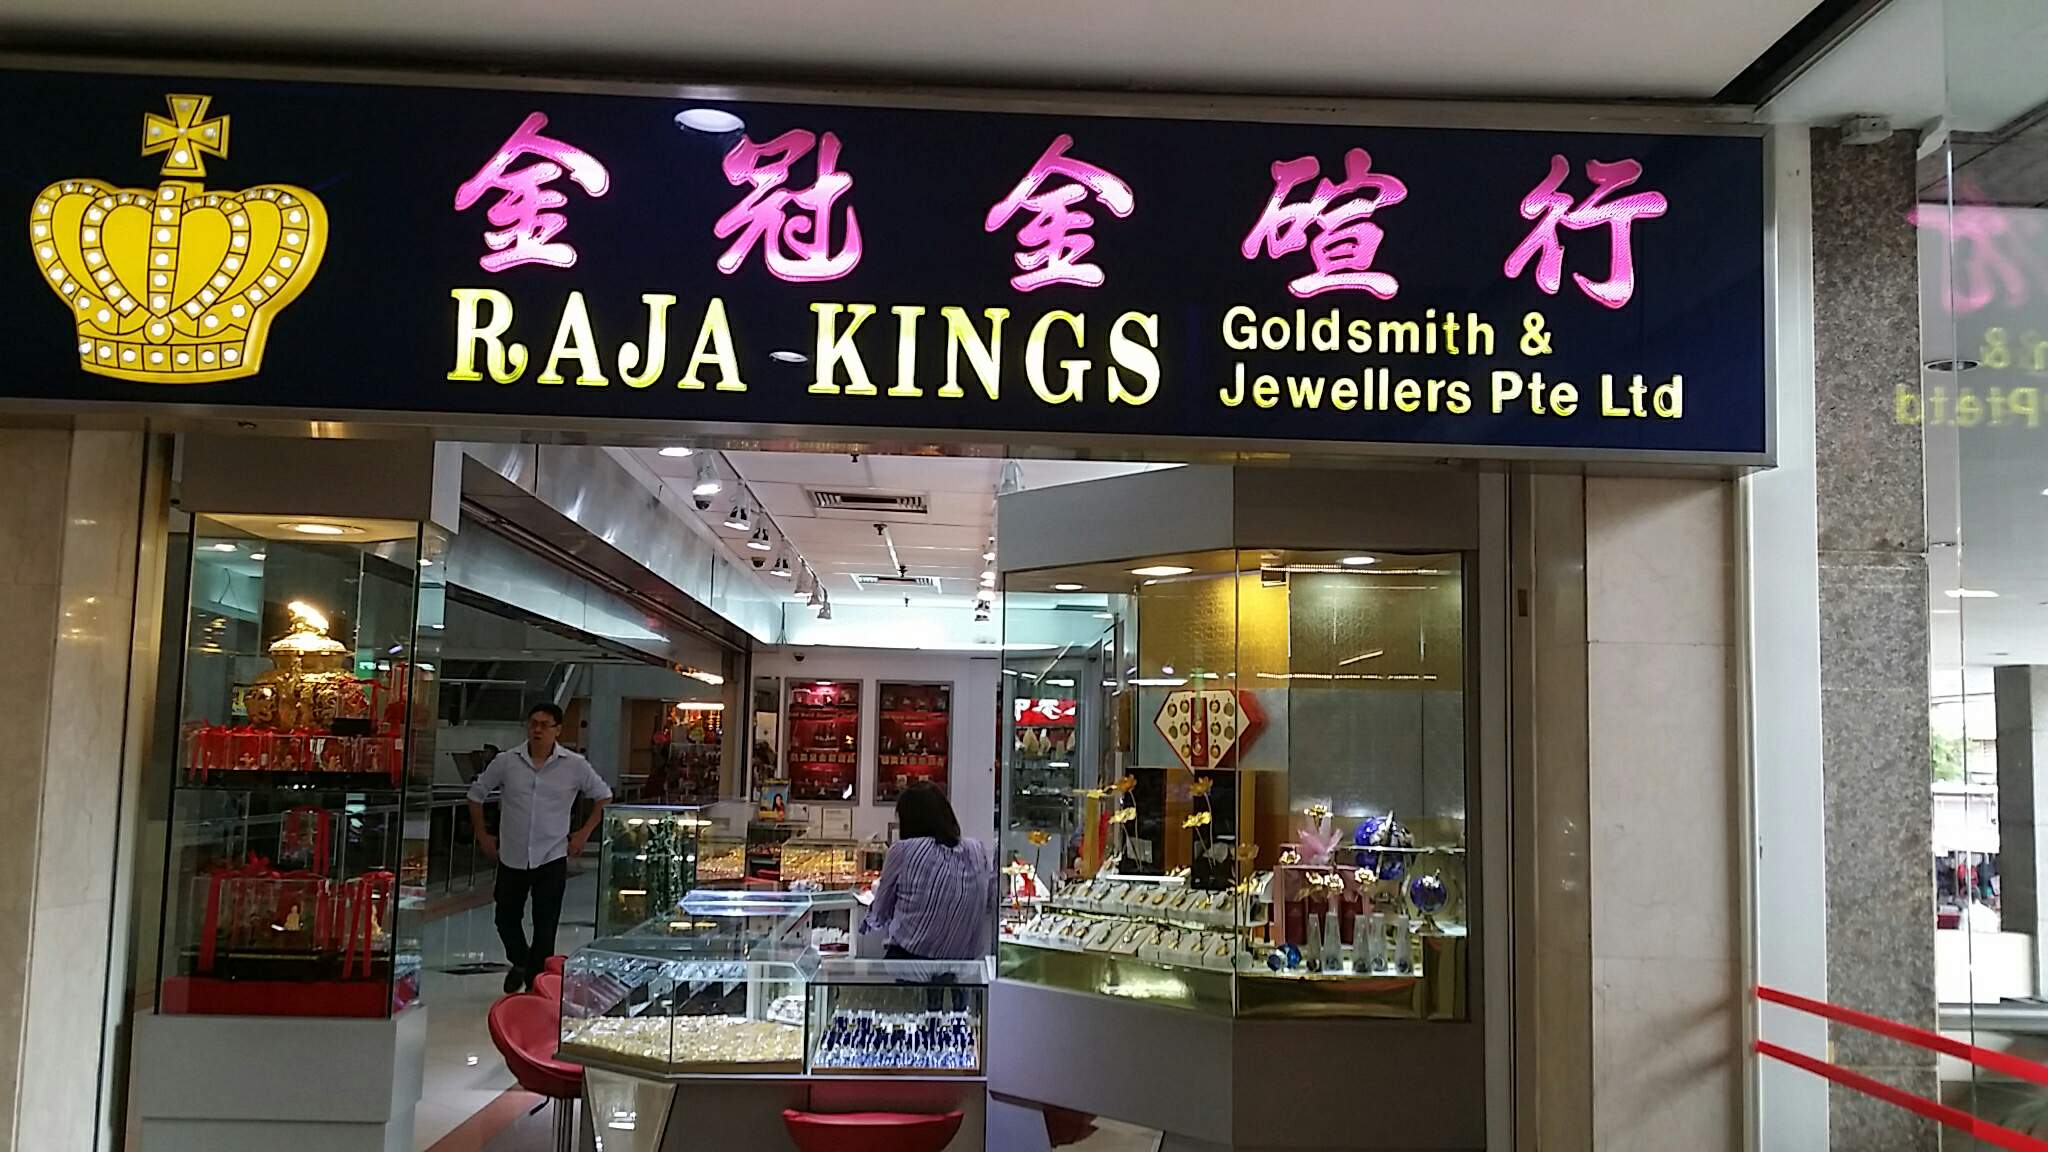 金冠金碹行
RAJA KINGS
Goldsmith &
Jewellers Pte Ltd